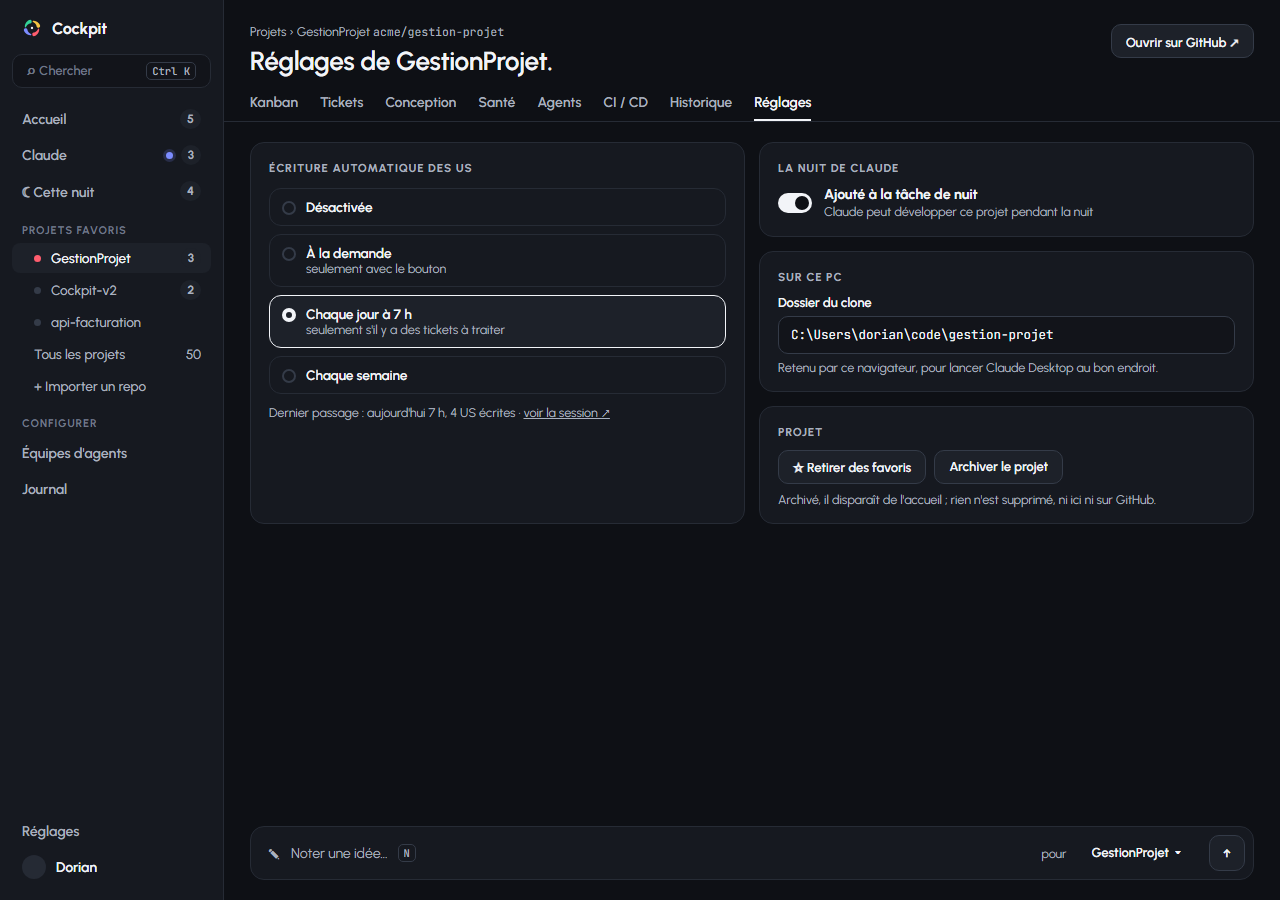 Cockpit
Chercher Ctrl K
Accueil 5
Claude 3
Cette nuit 4
PROJETS FAVORIS
GestionProjet 3
Cockpit-v2 2
api-facturation
Tous les projets 50
+ Importer un repo
CONFIGURER
Équipes d'agents
Journal
Réglages
Dorian
Projets › GestionProjet acme/gestion-projet
Réglages de GestionProjet.
Ouvrir sur GitHub ↗
Kanban Tickets Conception Santé Agents CI / CD Historique Réglages
ÉCRITURE AUTOMATIQUE DES US
Désactivée
À la demande
seulement avec le bouton
Chaque jour à 7 h
seulement s'il y a des tickets à traiter
Chaque semaine
Dernier passage : aujourd'hui 7 h, 4 US écrites · voir la session ↗
LA NUIT DE CLAUDE
Ajouté à la tâche de nuit
Claude peut développer ce projet pendant la nuit
SUR CE PC
Dossier du clone
C:\Users\dorian\code\gestion-projet
Retenu par ce navigateur, pour lancer Claude Desktop au bon endroit.
PROJET
Retirer des favoris
Archiver le projet
Archivé, il disparaît de l'accueil ; rien n'est supprimé, ni ici ni sur GitHub.
Noter une idée… N
pour GestionProjet